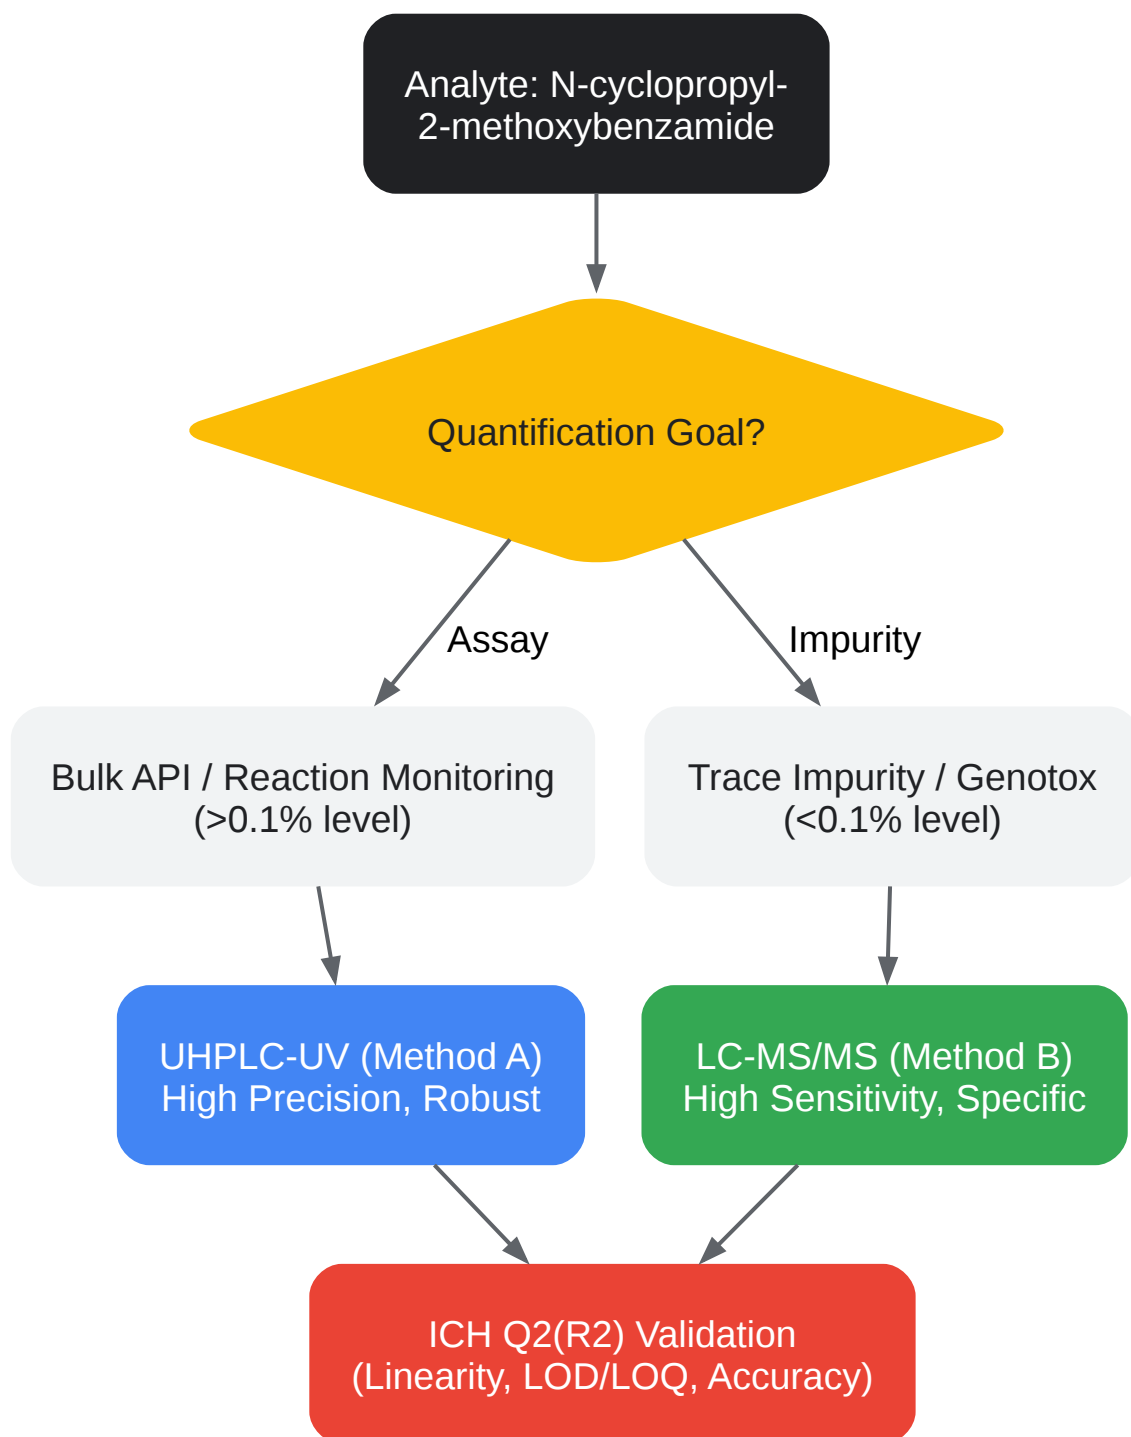 Analyte: N-cyclopropyl-
2-methoxybenzamide
Quantification Goal?
Assay
Impurity
Bulk API / Reaction Monitoring
(>0.1% level)
Trace Impurity / Genotox
(<0.1% level)
UHPLC-UV (Method A)
High Precision, Robust
LC-MS/MS (Method B)
High Sensitivity, Specific
ICH Q2(R2) Validation
(Linearity, LOD/LOQ, Accuracy)